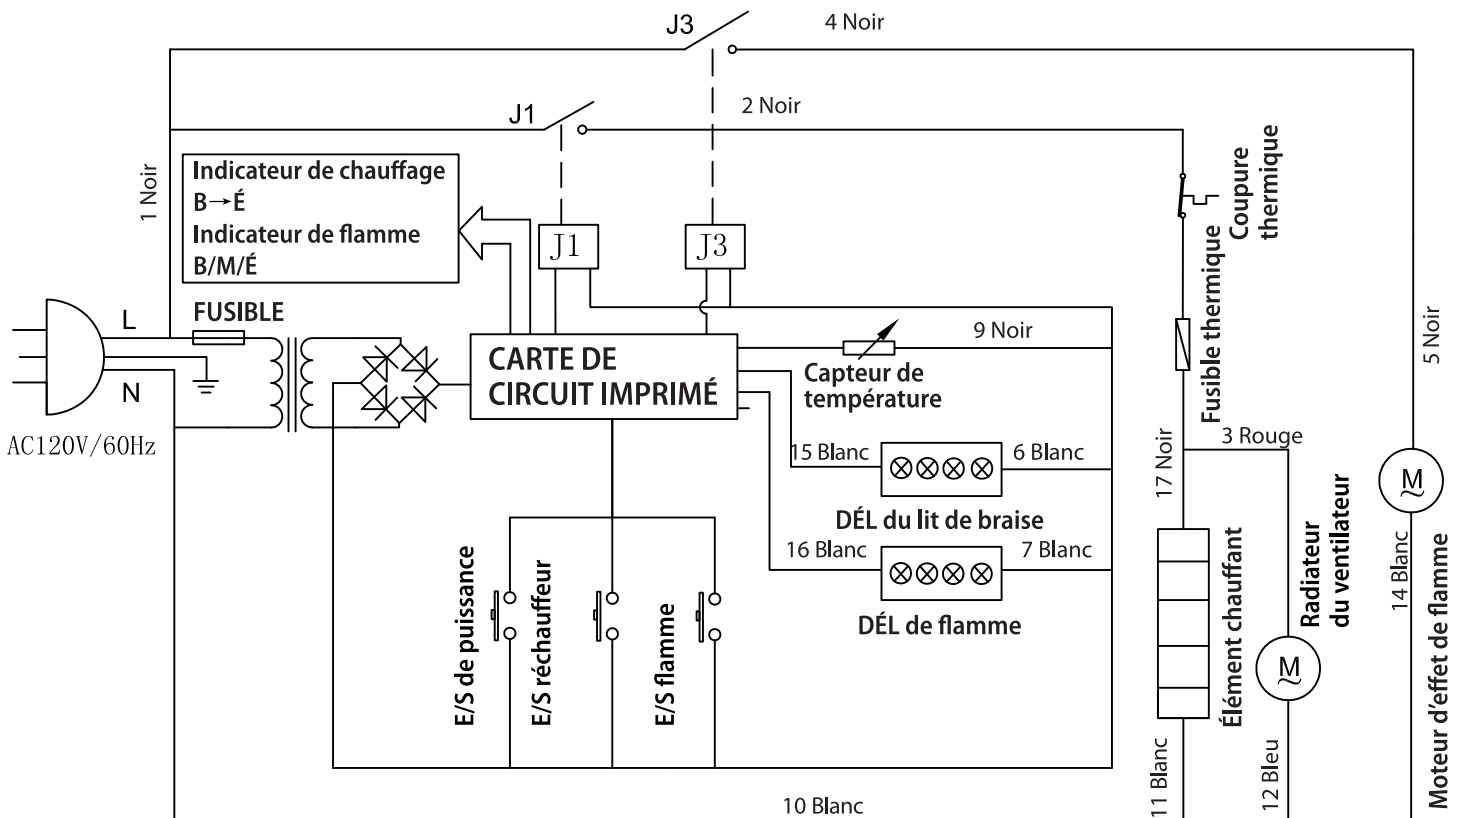 J3
4 Noir
J1
2 Noir
1 Noir
Indicateur de chauffage
B→É
Indicateur de flamme
B/M/É
J1
J3
Coupure
thermique
Fusible thermique
L
FUSIBLE
N
AC120V/60Hz
CARTE DE
CIRCUIT IMPRIMÉ
9 Noir
Capteur de
température
5 Noir
3 Rouge
17 Noir
15 Blanc
6 Blanc
DÉL du lit de braise
16 Blanc
7 Blanc
DÉL de flamme
E/S de puissance
E/S réchauffeur
E/S flamme
Élément chauffant
Radiateur
du ventilateur
M
M
14 Blanc
Moteur d'effet de flamme
10 Blanc
11 Blanc
12 Bleu